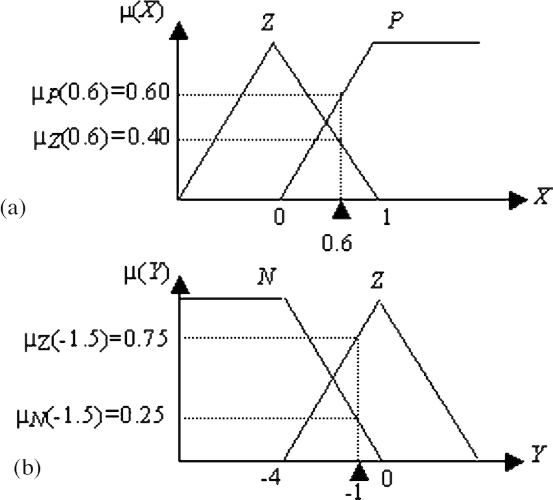 μ(X)
Z
P
μP(0.6)=0.60
μZ(0.6)=0.40
(a)
0
1
X
0.6
μ(Y)
N
Z
μZ(-1.5)=0.75
μN(-1.5)=0.25
(b)
-4
-1
0
Y